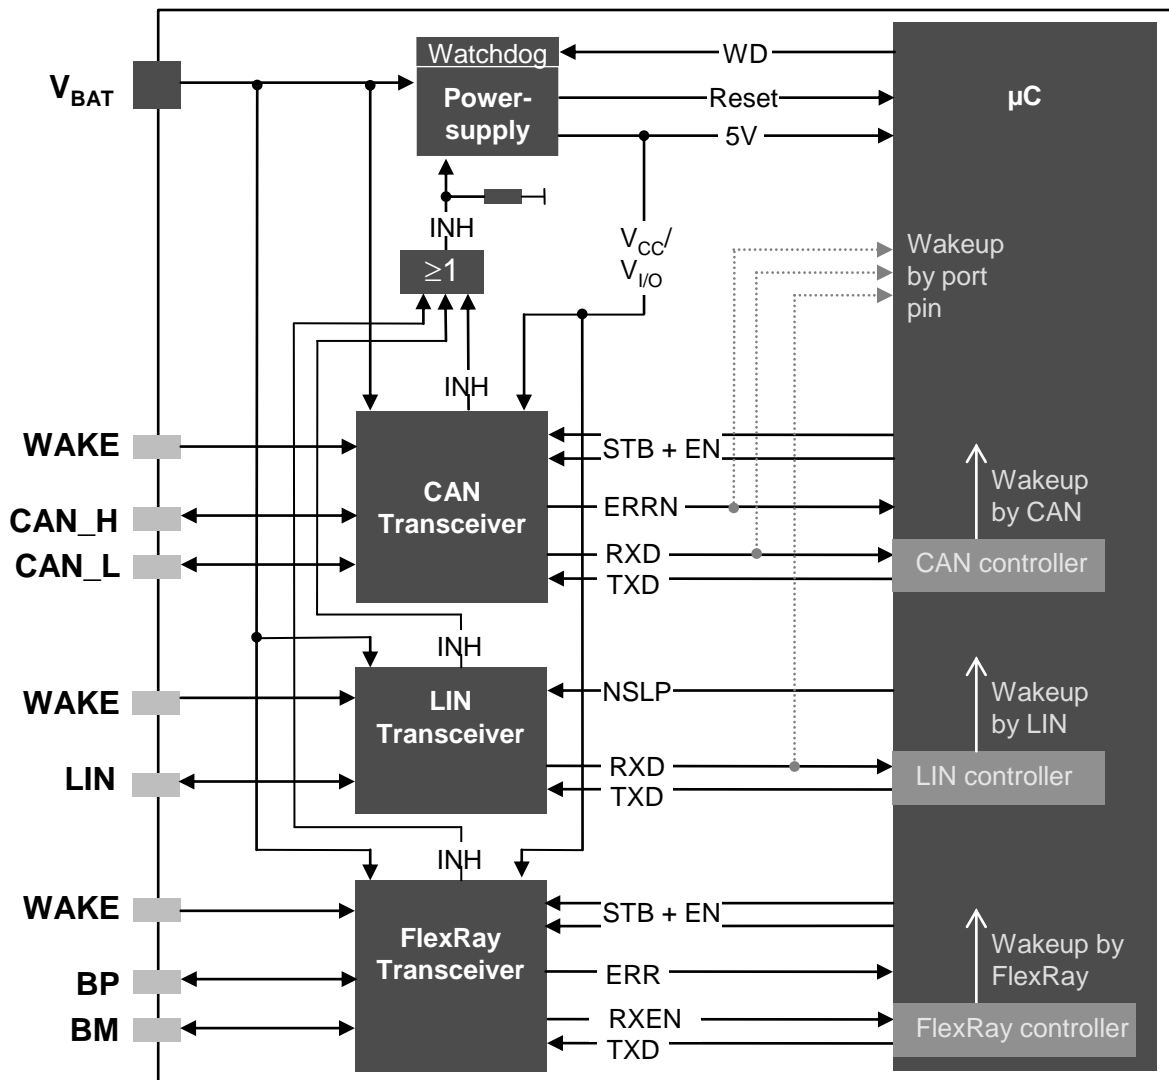 Watchdog
WD
V_BAT
Power-
supply
Reset
µC
5V
INH
V_CC/
V_I/O
Wakeup
by port
pin
≥1
INH
WAKE
CAN
Transceiver
STB + EN
Wakeup
by CAN
CAN_H
ERRN
CAN_L
RXD
CAN controller
TXD
INH
WAKE
LIN
Transceiver
NSLP
Wakeup
by LIN
LIN
RXD
LIN controller
TXD
INH
WAKE
FlexRay
Transceiver
STB + EN
Wakeup by
FlexRay
BP
ERR
BM
RXEN
FlexRay controller
TXD